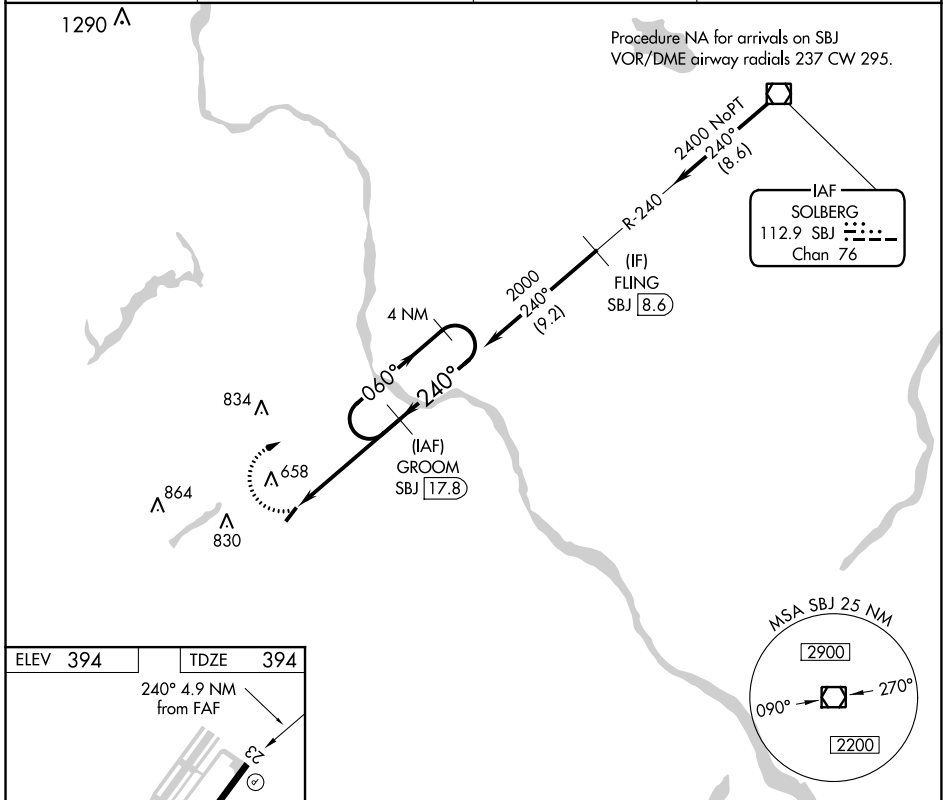 1290
Procedure NA for arrivals on SBJ
VOR/DME airway radials 237 CW 295.
2400 NoPT
240°
(8.6)
R-240
IAF
SOLBERG
112.9 SBJ
Chan 76
(IF)
FLING
SBJ 8.6
2000
240°
(9.2)
4 NM
060°
240°
834
(IAF)
GROOM
SBJ 17.8
658
864
830
MSA SBJ 25 NM
2900
090°
270°
2200
ELEV 394
TDZE 394
240° 4.9 NM
from FAF
23
P